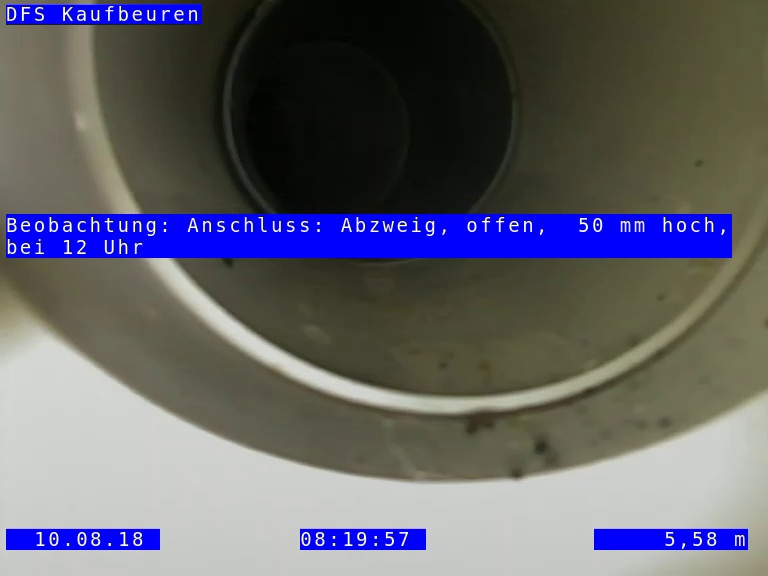 DFS Kaufbeuren
Beobachtung: Anschluss: Abzweig, offen,  50 mm hoch,
bei 12 Uhr
10.08.18
08:19:57
5,58 m